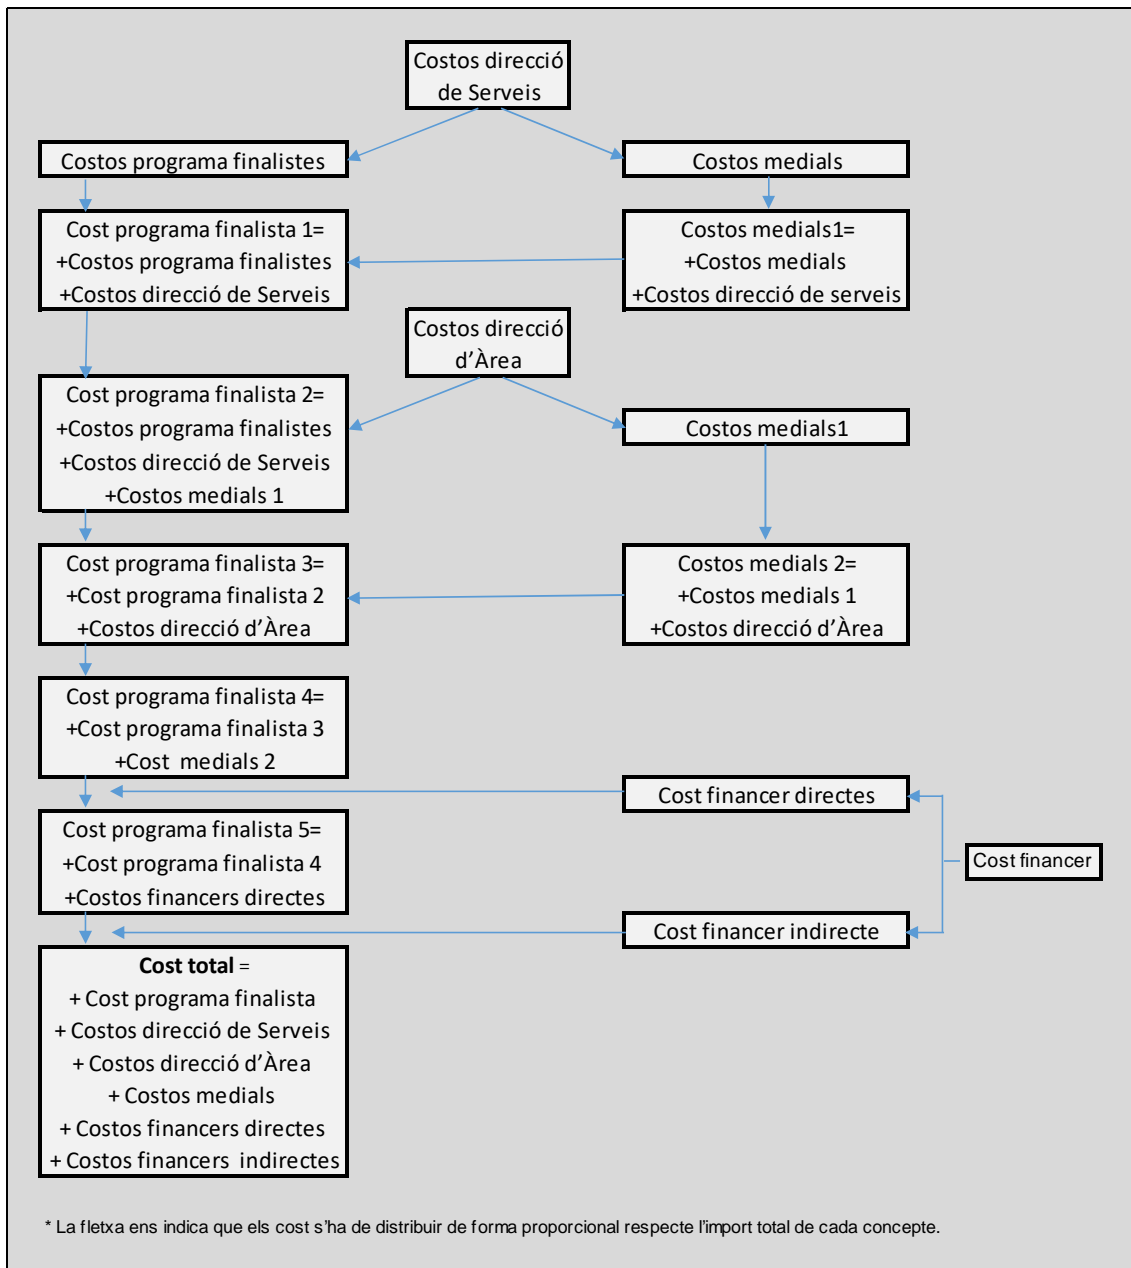 Costos direcció
de Serveis
Costos programa finalistes
Costos medials
Cost programa finalista 1=
+Costos programa finalistes
+Costos direcció de Serveis
Costos medials1=
+Costos medials
+Costos direcció de serveis
Costos direcció
d’Àrea
Cost programa finalista 2=
+Costos programa finalistes
+Costos direcció de Serveis
+Costos medials 1
Costos medials1
Cost programa finalista 3=
+Cost programa finalista 2
+Costos direcció d’Àrea
Costos medials 2=
+Costos medials 1
+Costos direcció d’Àrea
Cost programa finalista 4=
+Cost programa finalista 3
+Cost medials 2
Cost financer directes
Cost programa finalista 5=
+Cost programa finalista 4
+Costos financers directes
Cost financer
Cost financer indirecte
Cost total =
+ Cost programa finalista
+ Costos direcció de Serveis
+ Costos direcció d’Àrea
+ Costos medials
+ Costos financers directes
+ Costos financers indirectes
* La fletxa ens indica que els cost s’ha de distribuir de forma proporcional respecte l’import total de cada concepte.